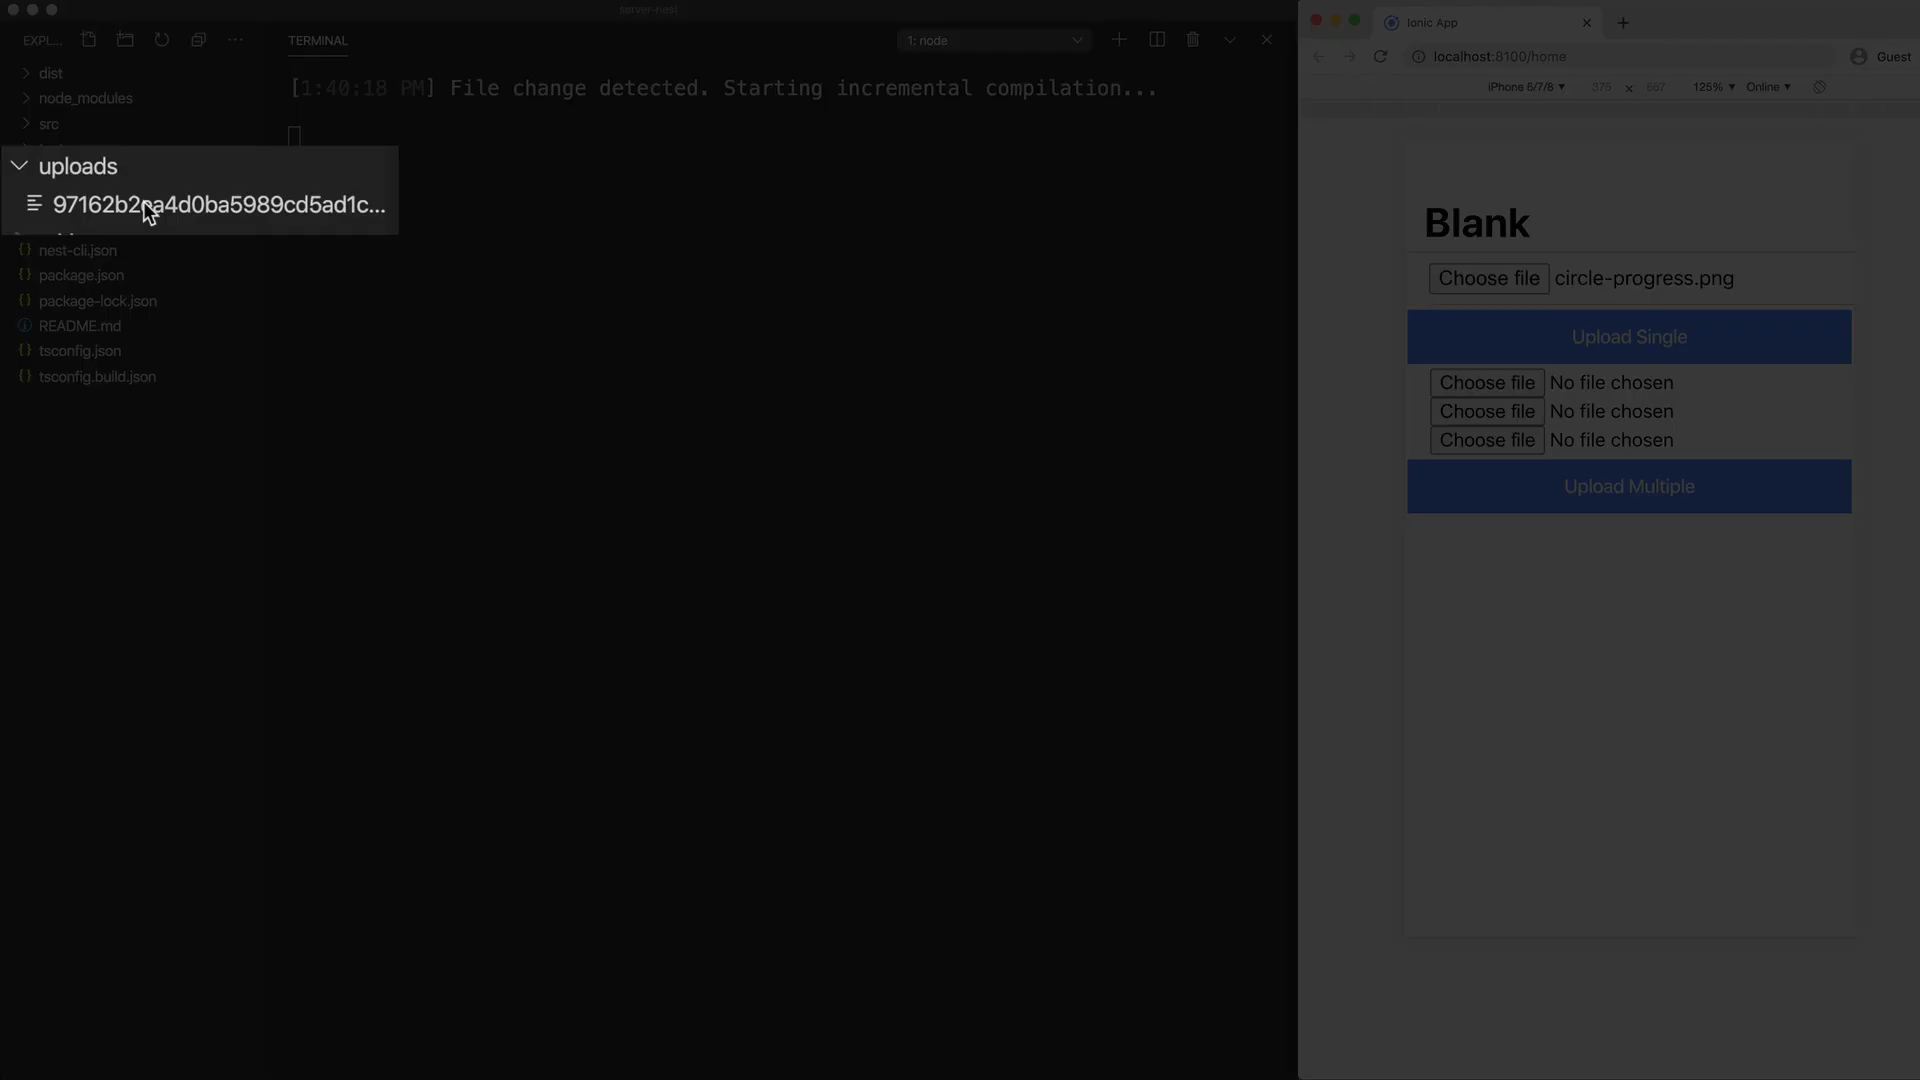 server-nest
EXPL...
dist
node_modules
src
uploads
97162b2ca4d0ba5989cd5ad1c...
nest-cli.json
package.json
package-lock.json
README.md
tsconfig.json
tsconfig.build.json
TERMINAL
1: node
[1:40:18 PM] File change detected. Starting incremental compilation...
Ionic App
localhost:8100/home
Guest
iPhone 6/7/8 375 x 667 125% Online
Blank
Choose file circle-progress.png
Upload Single
Choose file No file chosen
Choose file No file chosen
Choose file No file chosen
Upload Multiple